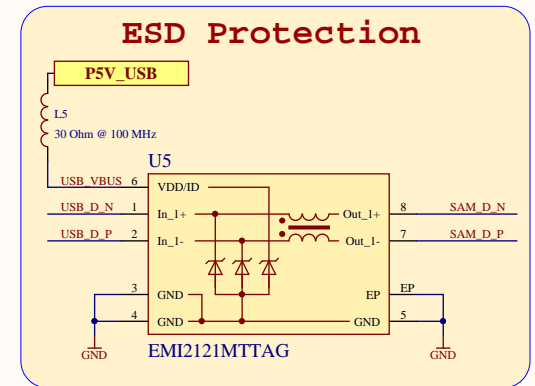 ESD Protection
P5V_USB
L5
30 Ohm @ 100 MHz
U5
USB_VBUS 6 VDD/ID
USB_D_N 1 In_1+ Out_1+ 8 SAM_D_N
USB_D_P 2 In_1- Out_1- 7 SAM_D_P
3 GND EP EP
4 GND GND 5
GND EMI2121MTTAG GND